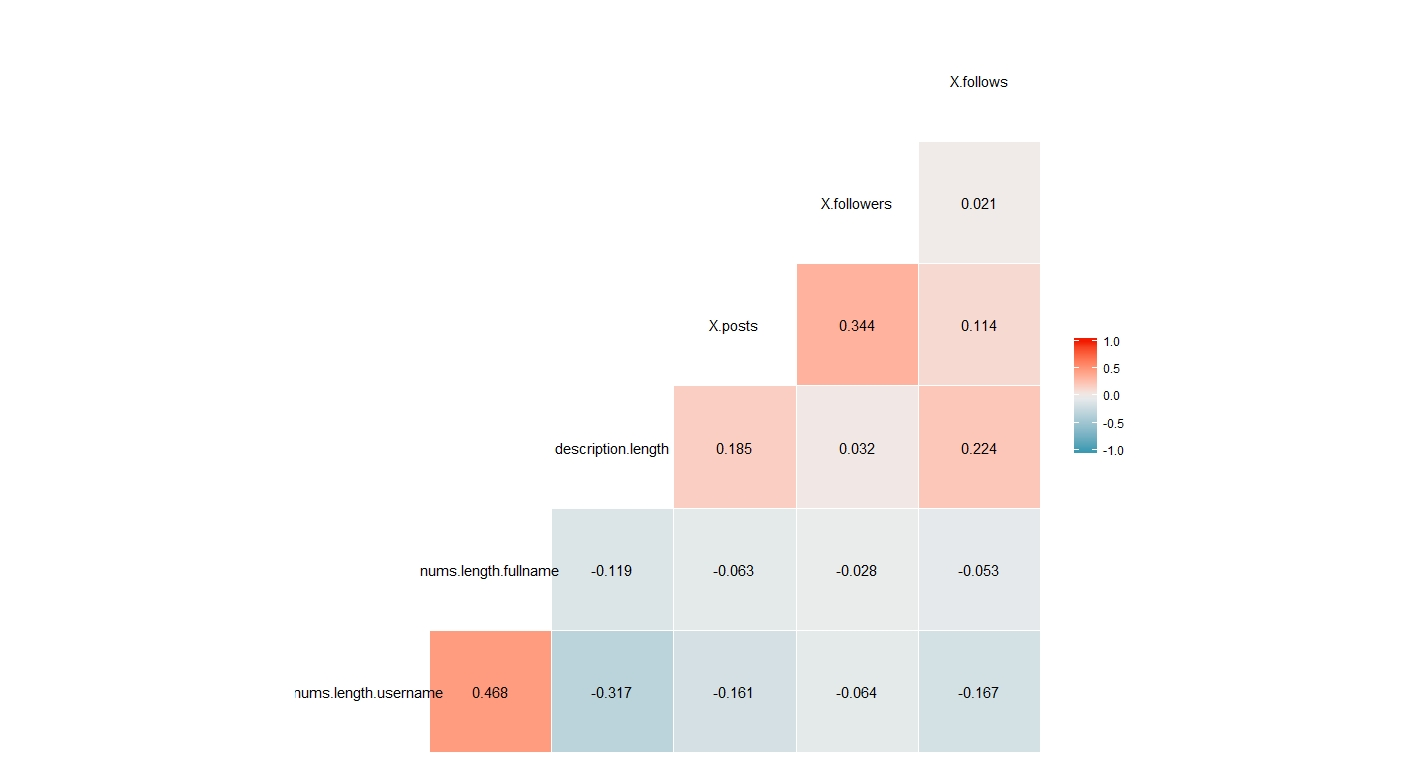 X.follows
X.followers 0.021
X.posts 0.344 0.114
1.0
0.5
0.0
-0.5
-1.0
description.length 0.185 0.032 0.224
nums.length.fullname -0.119 -0.063 -0.028 -0.053
nums.length.username 0.468 -0.317 -0.161 -0.064 -0.167